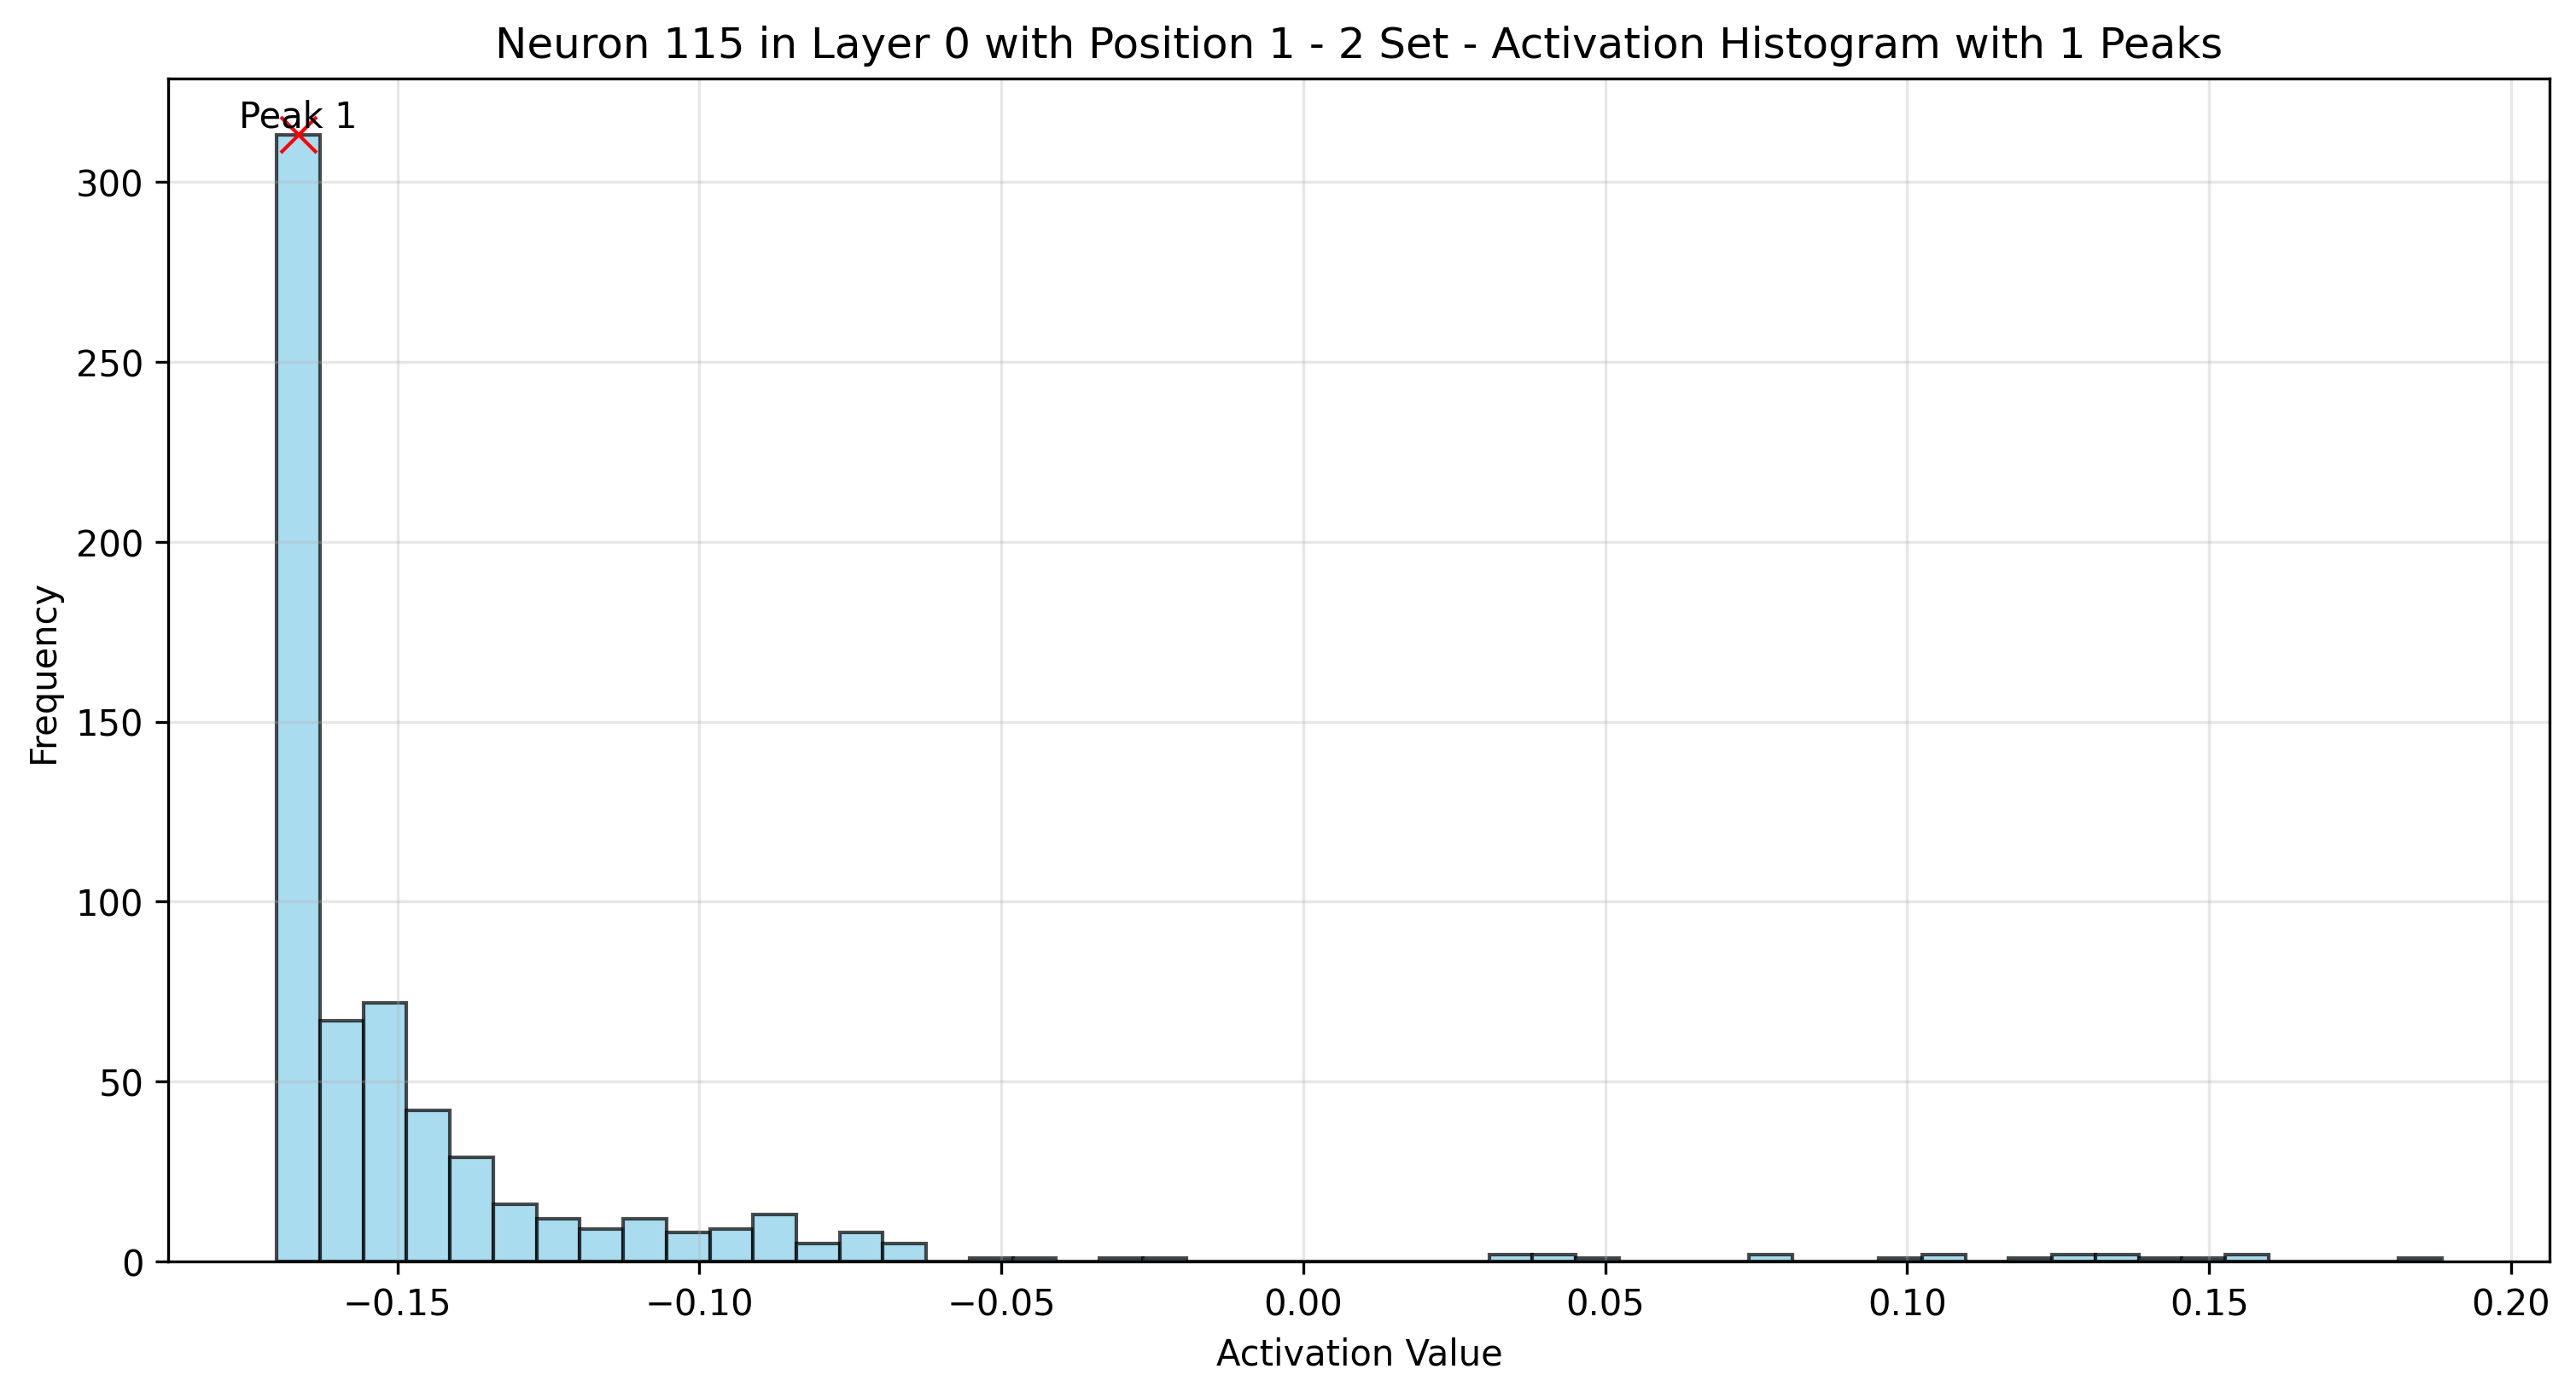 Neuron 115 in Layer 0 with Position 1 - 2 Set - Activation Histogram with 1 Peaks
Peak 1
300
250
200
150
100
50
0
Frequency
−0.15 −0.10 −0.05 0.00 0.05 0.10 0.15 0.20
Activation Value